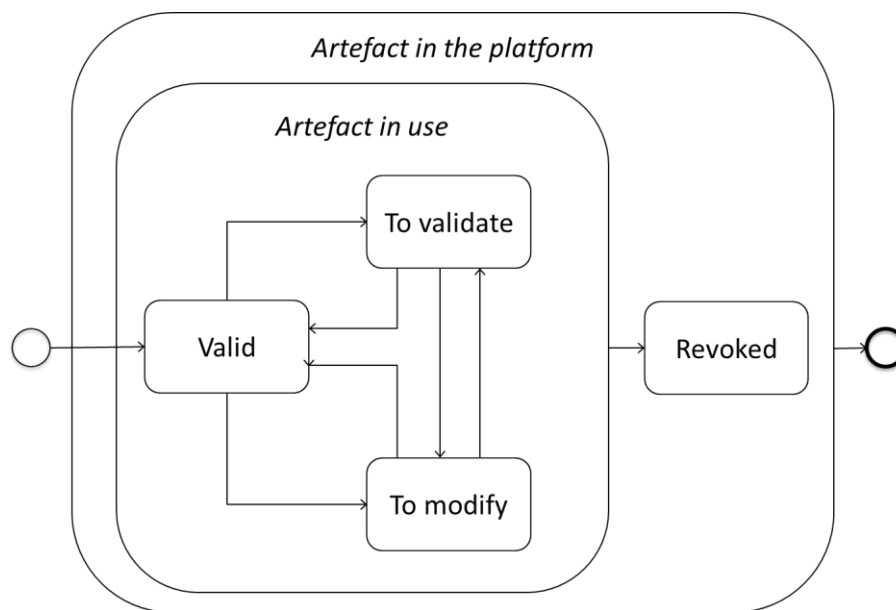 Artefact in the platform
Artefact in use
To validate
Valid
Revoked
To modify